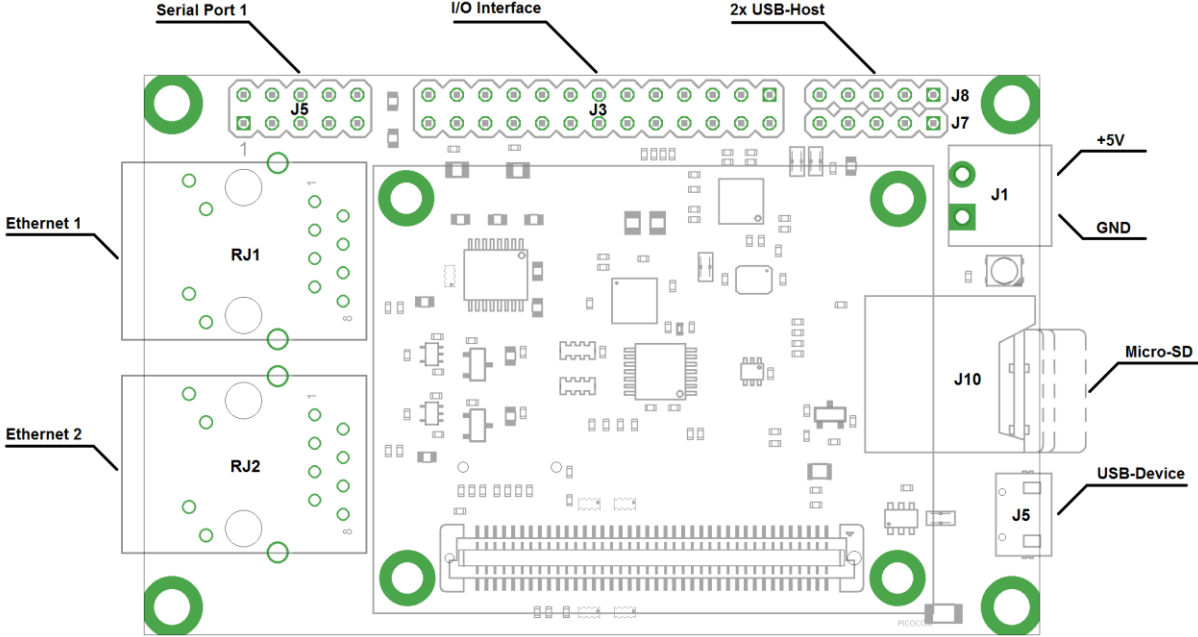 Serial Port 1
I/O Interface
2x USB-Host
J5
J3
J8
J7
1
+5V
J1
GND
1
Ethernet 1
RJ1
8
Micro-SD
J10
1
Ethernet 2
RJ2
USB-Device
J5
8